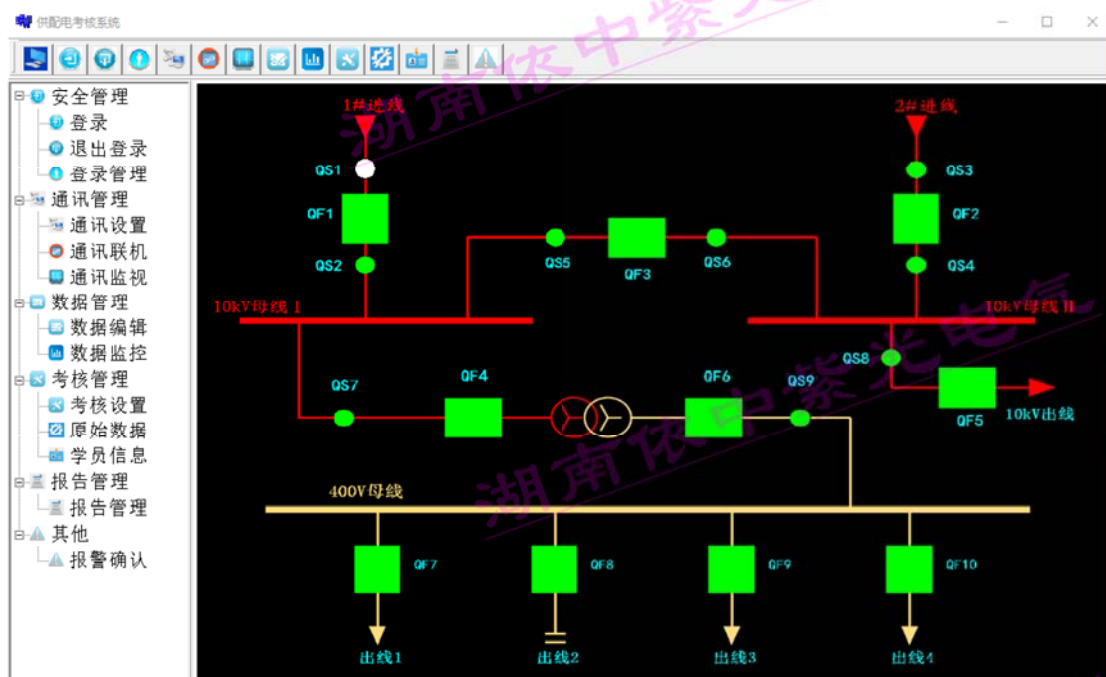 供配电考核系统
安全管理
登录
退出登录
登录管理
通讯管理
通讯设置
通讯联机
通讯监视
数据管理
数据编辑
数据监控
考核管理
考核设置
原始数据
学员信息
报告管理
报告管理
其他
报警确认
湖南依中紫光
1#进线
2#进线
QS1
QS3
QF1
QF2
QS2
QS5
QF3
QS6
QS4
10kV母线 I
10kV母线 II
QS7
QF4
QF6
QS9
QS8
QF5
10kV出线
湖南依中紫光电气
400V母线
QF7
QF8
QF9
QF10
出线1
出线2
出线3
出线4